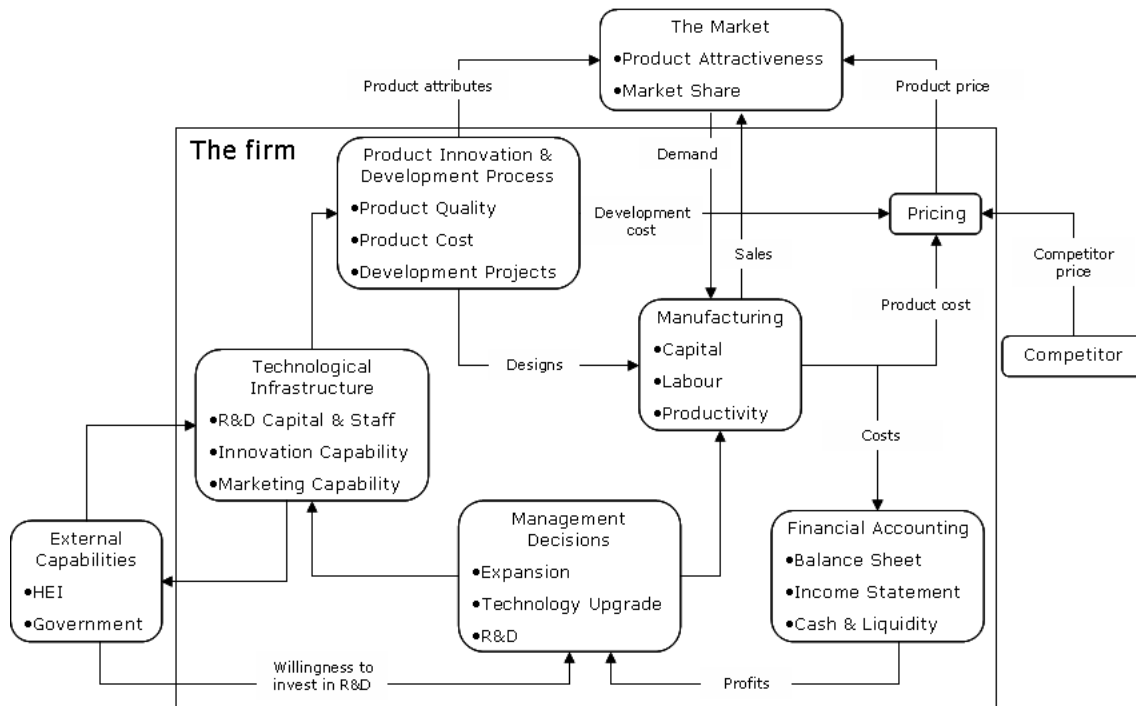 The Market
•Product Attractiveness
•Market Share
Product attributes
Product price
The firm
Product Innovation &
Development Process
•Product Quality
•Product Cost
•Development Projects
Demand
Development
cost
Sales
Pricing
Competitor
price
Product cost
Competitor
Manufacturing
•Capital
•Labour
•Productivity
Designs
Technological
Infrastructure
•R&D Capital & Staff
•Innovation Capability
•Marketing Capability
Costs
External
Capabilities
•HEI
•Government
Management
Decisions
•Expansion
•Technology Upgrade
•R&D
Financial Accounting
•Balance Sheet
•Income Statement
•Cash & Liquidity
Willingness to
invest in R&D
Profits